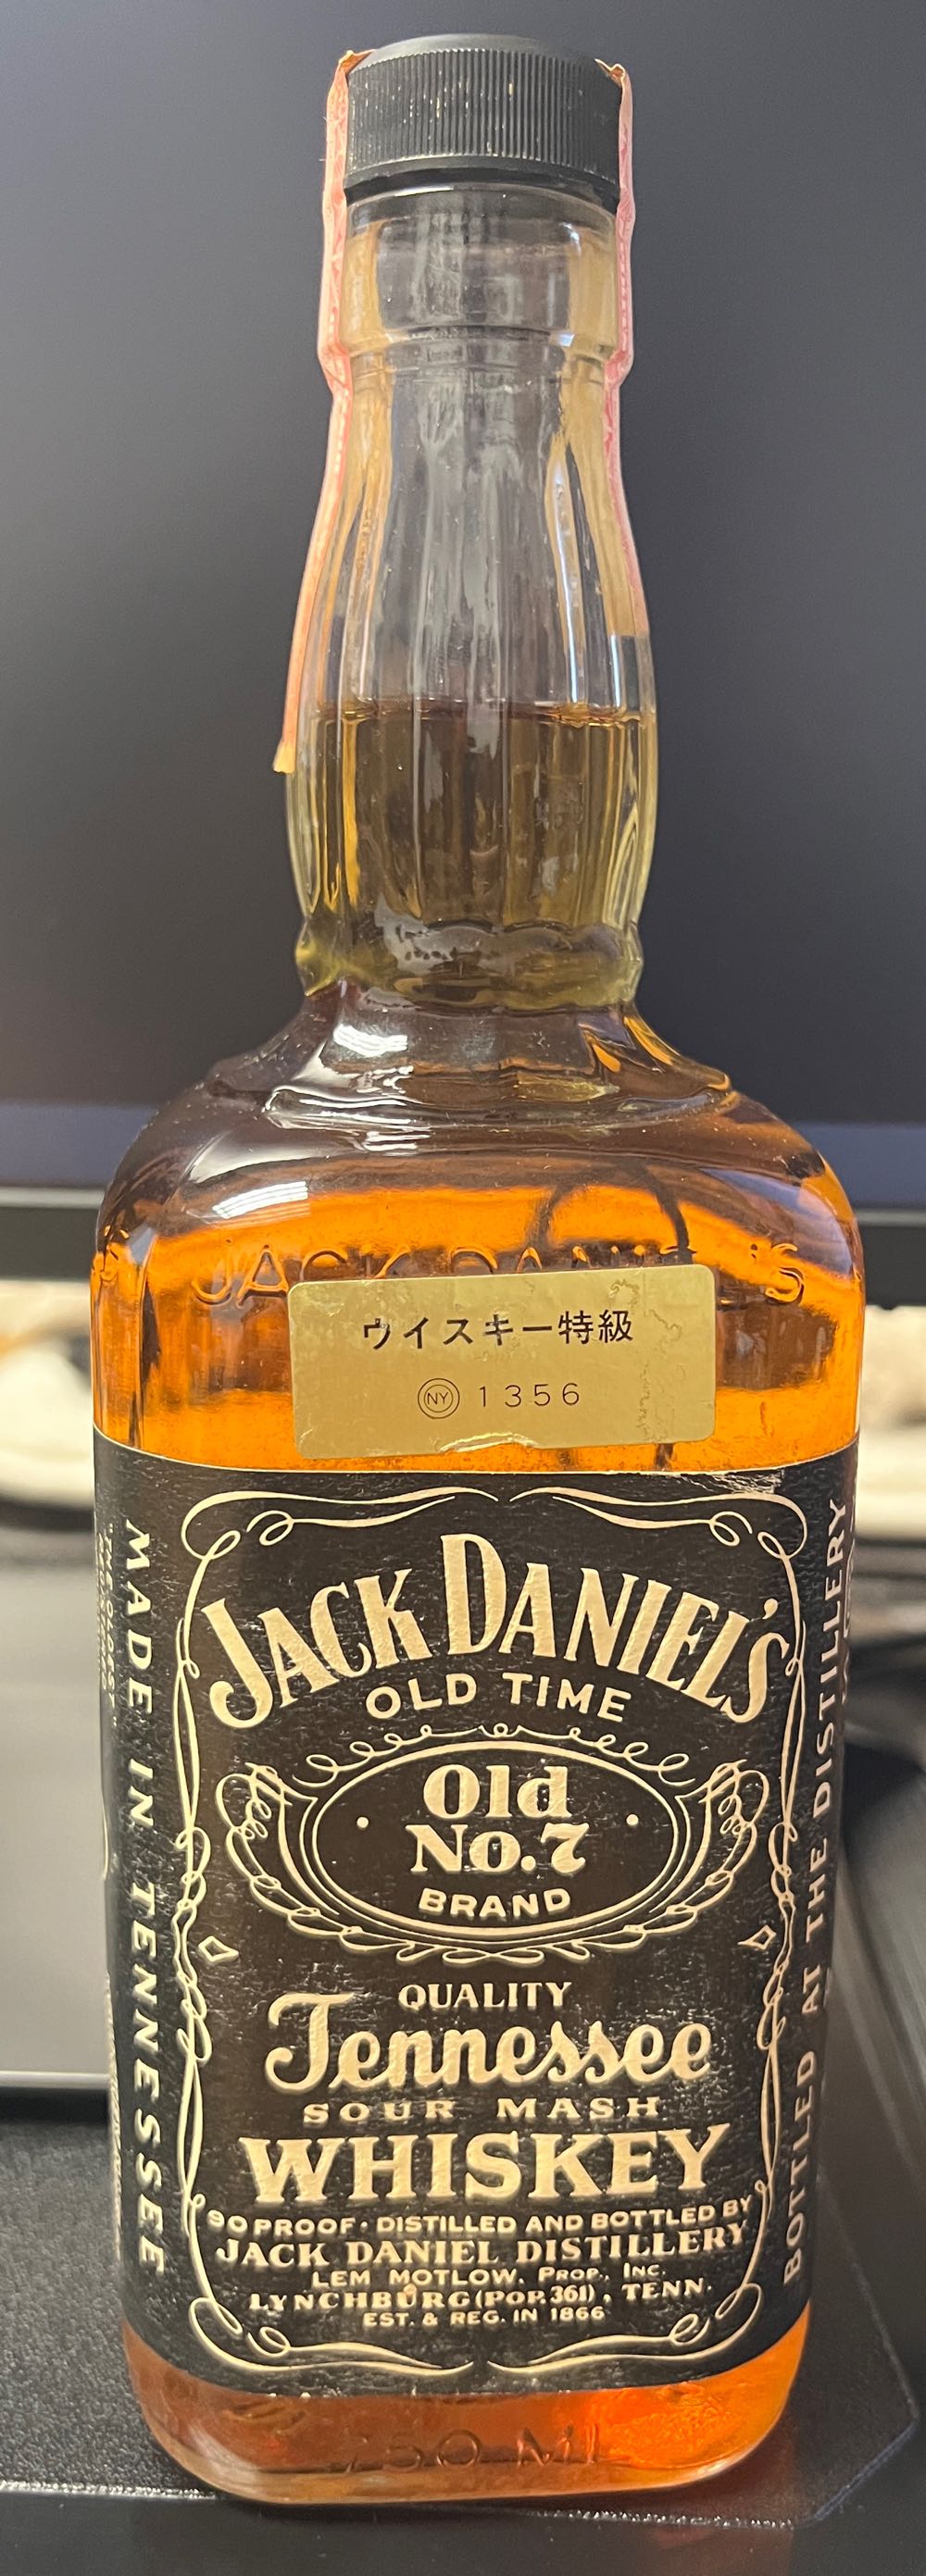 JACK DANIEL'S
ウイスキー特級
NY 1356
JACK DANIEL'S
OLD TIME
Old
No.7
BRAND
QUALITY
Tennessee
SOUR MASH
WHISKEY
90 PROOF · DISTILLED AND BOTTLED BY
JACK DANIEL DISTILLERY
LEM MOTLOW, PROP., INC.
LYNCHBURG (POP. 361), TENN.
EST. & REG. IN 1866
MADE IN TENNESSEE
BOTTLED AT THE DISTILLERY
750 ML